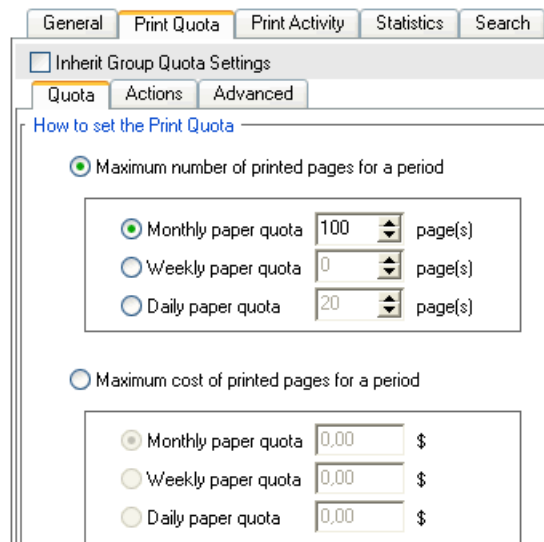 General Print Quota Print Activity Statistics Search
Inherit Group Quota Settings
Quota Actions Advanced
How to set the Print Quota
Maximum number of printed pages for a period
Monthly paper quota 100 page(s)
Weekly paper quota 0 page(s)
Daily paper quota 20 page(s)
Maximum cost of printed pages for a period
Monthly paper quota 0,00 $
Weekly paper quota 0,00 $
Daily paper quota 0,00 $